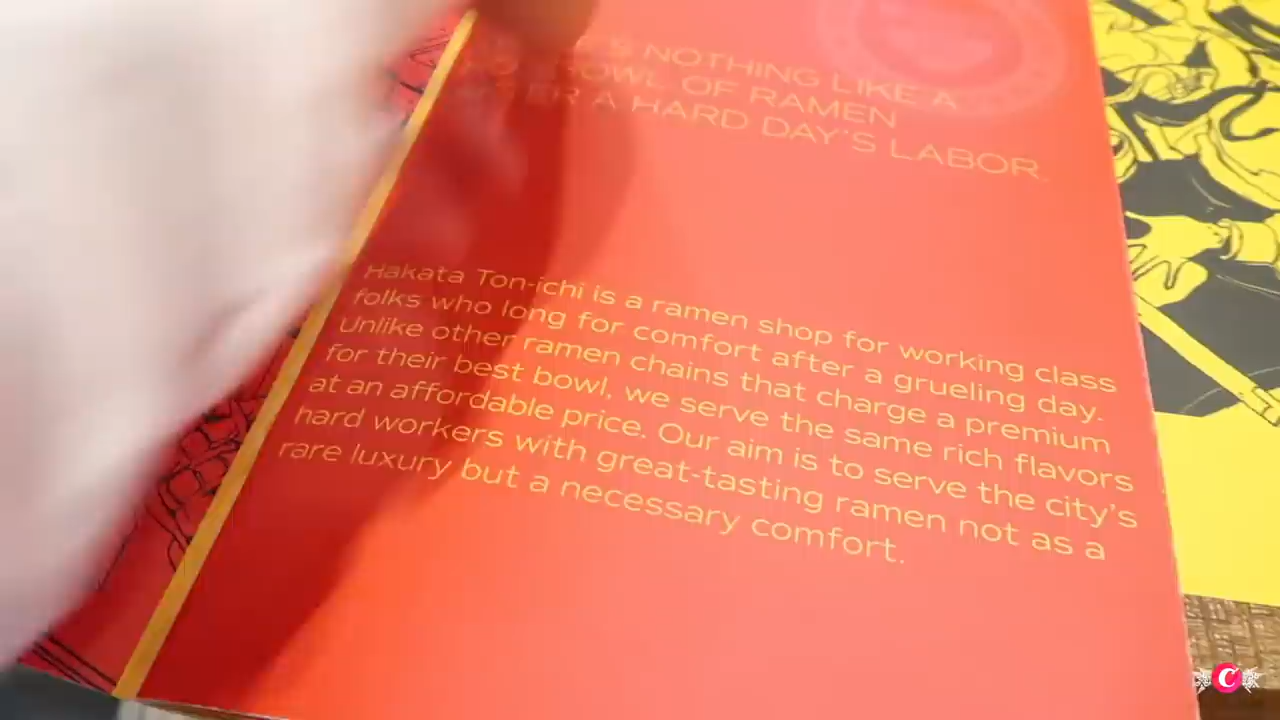 NOTHING LIKE A
BOWL OF RAMEN
A HARD DAY'S LABOR.
Hakata Ton-ichi is a ramen shop for working class
folks who long for comfort after a grueling day.
Unlike other ramen chains that charge a premium
for their best bowl, we serve the same rich flavors
at an affordable price. Our aim is to serve the city's
hard workers with great-tasting ramen not as a
rare luxury but a necessary comfort.
C